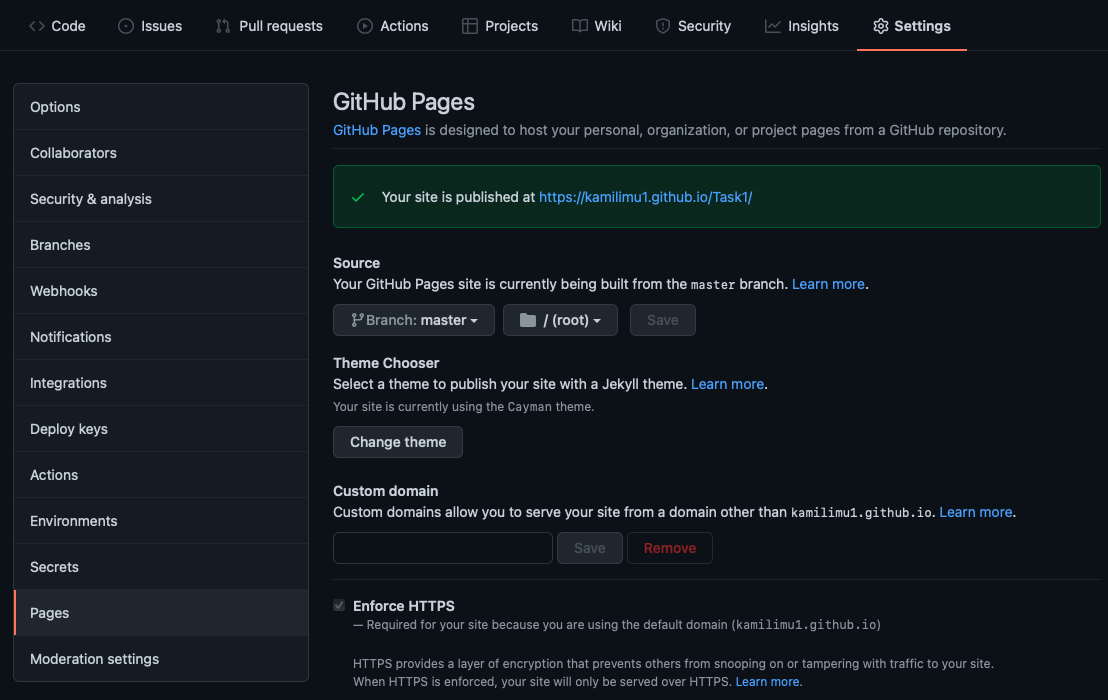 Code Issues Pull requests Actions Projects Wiki Security Insights Settings
Options
Collaborators
Security & analysis
Branches
Webhooks
Notifications
Integrations
Deploy keys
Actions
Environments
Secrets
Pages
Moderation settings
GitHub Pages
GitHub Pages is designed to host your personal, organization, or project pages from a GitHub repository.
Your site is published at https://kamilimu1.github.io/Task1/
Source
Your GitHub Pages site is currently being built from the master branch. Learn more.
Branch: master / (root) Save
Theme Chooser
Select a theme to publish your site with a Jekyll theme. Learn more.
Your site is currently using the Cayman theme.
Change theme
Custom domain
Custom domains allow you to serve your site from a domain other than kamilimu1.github.io. Learn more.
Save Remove
Enforce HTTPS
— Required for your site because you are using the default domain (kamilimu1.github.io)
HTTPS provides a layer of encryption that prevents others from snooping on or tampering with traffic to your site.
When HTTPS is enforced, your site will only be served over HTTPS. Learn more.